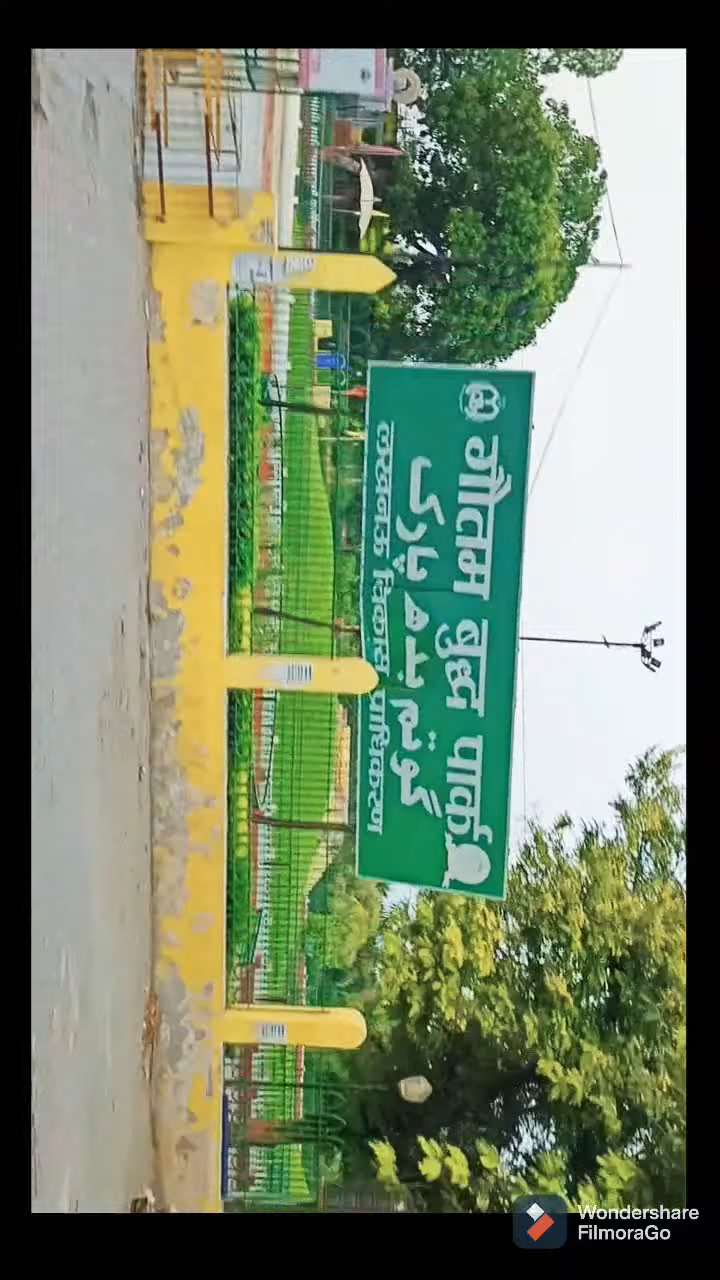 गौतम बुद्ध पार्क
گوتم بدھ پارک
लखनऊ विकास प्राधिकरण
Wondershare
FilmoraGo